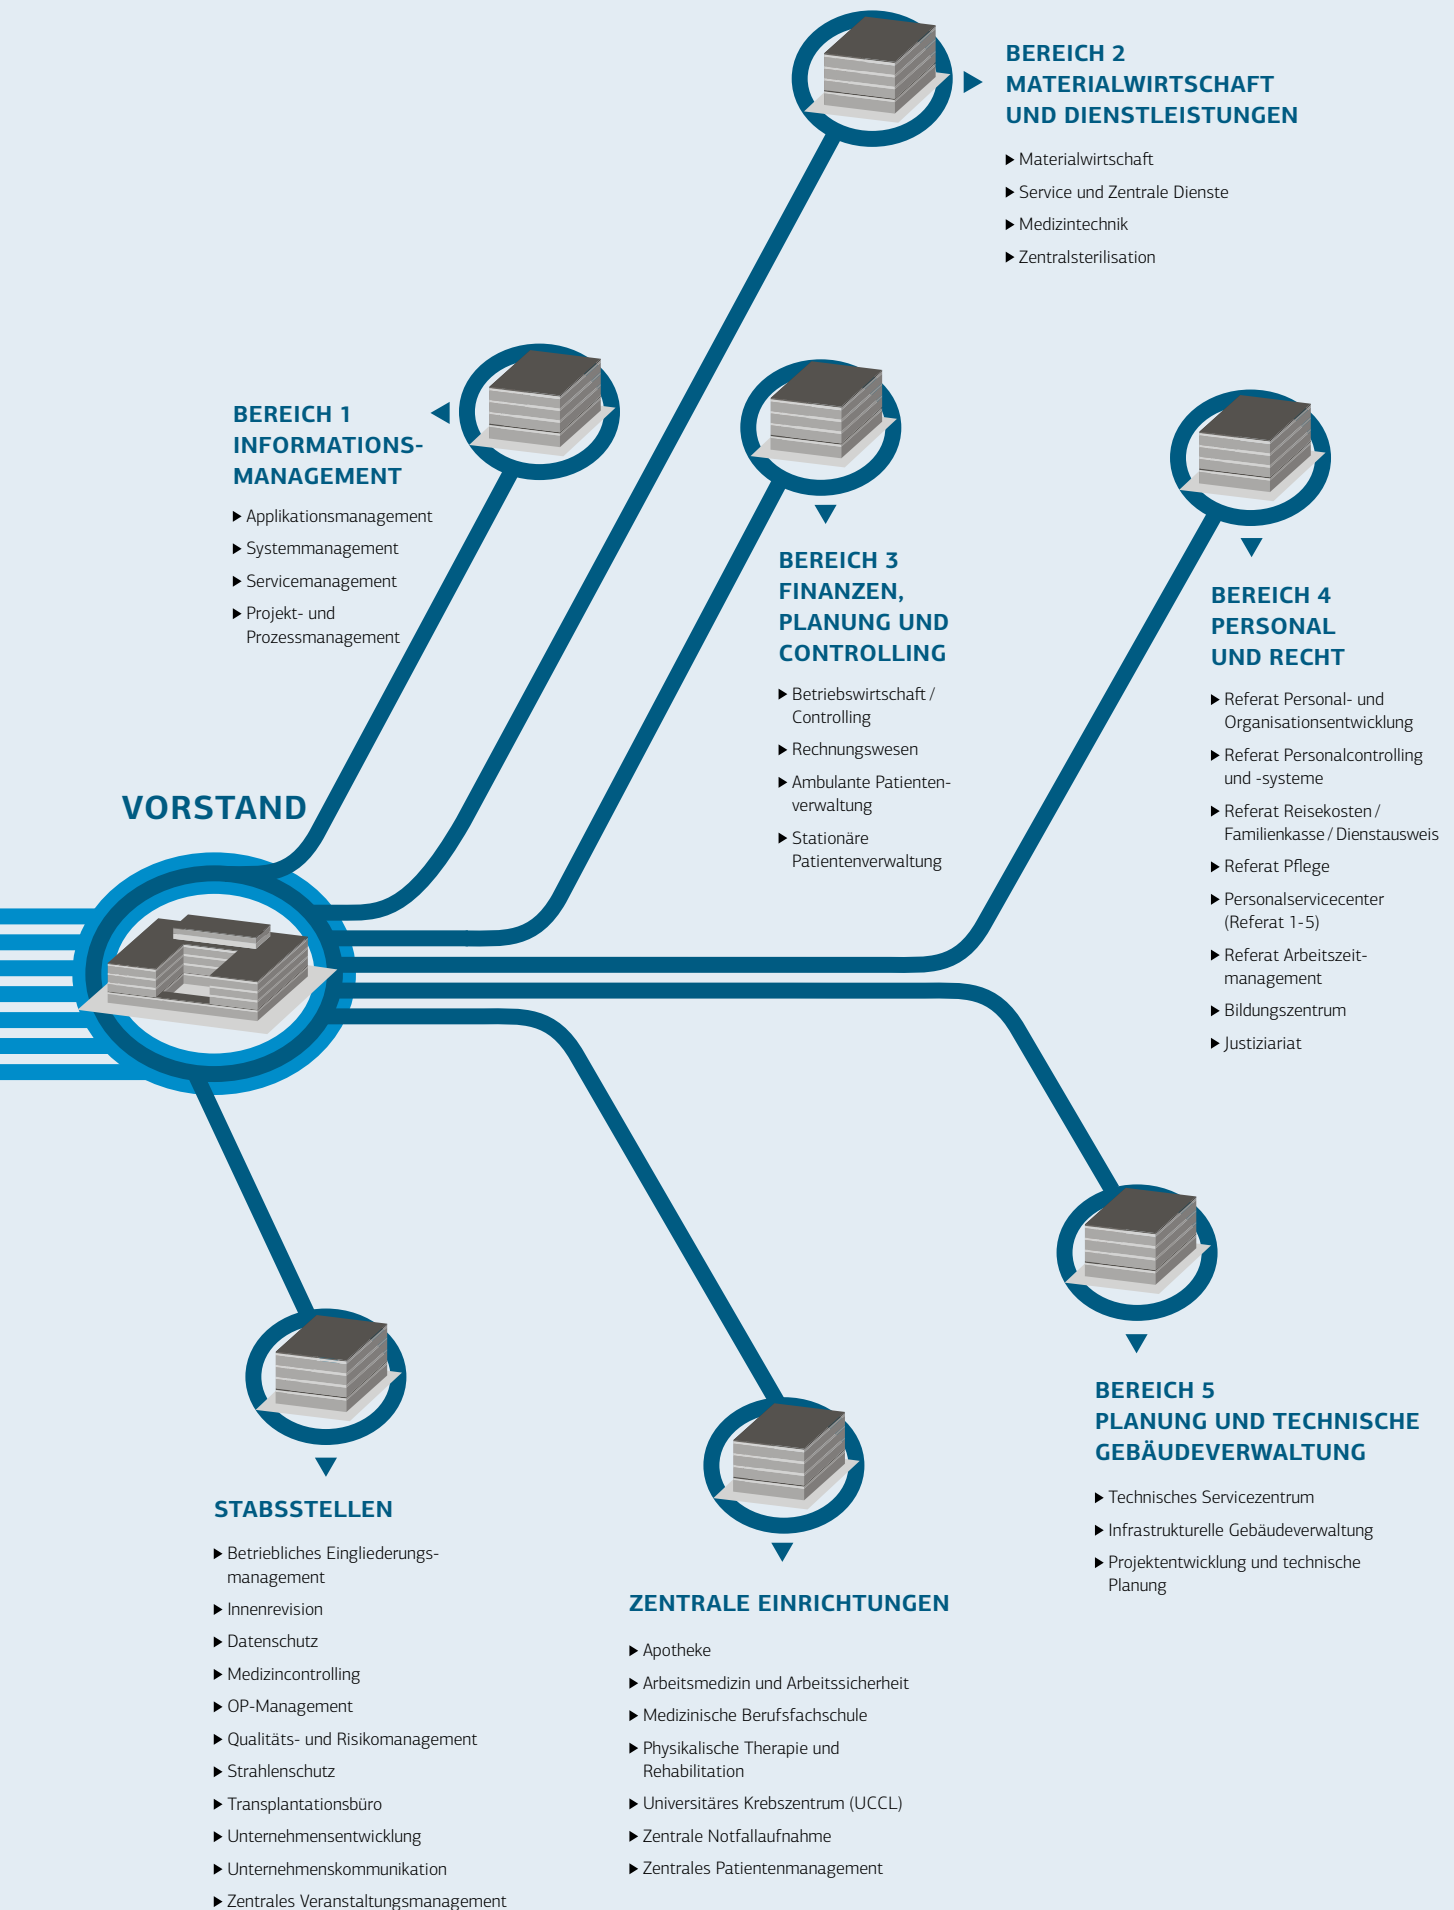 BEREICH 2
MATERIALWIRTSCHAFT
UND DIENSTLEISTUNGEN
Materialwirtschaft
Service und Zentrale Dienste
Medizintechnik
Zentralsterilisation
BEREICH 1
INFORMATIONS-
MANAGEMENT
Applikationsmanagement
Systemmanagement
Servicemanagement
Projekt- und
Prozessmanagement
BEREICH 3
FINANZEN,
PLANUNG UND
CONTROLLING
Betriebswirtschaft /
Controlling
Rechnungswesen
Ambulante Patienten-
verwaltung
Stationäre
Patientenverwaltung
BEREICH 4
PERSONAL
UND RECHT
Referat Personal- und
Organisationsentwicklung
Referat Personalcontrolling
und -systeme
Referat Reisekosten /
Familienkasse / Dienstausweis
Referat Pflege
Personalservicecenter
(Referat 1-5)
Referat Arbeitszeit-
management
Bildungszentrum
Justiziariat
VORSTAND
BEREICH 5
PLANUNG UND TECHNISCHE
GEBÄUDEVERWALTUNG
Technisches Servicezentrum
Infrastrukturelle Gebäudeverwaltung
Projektentwicklung und technische
Planung
STABSSTELLEN
Betriebliches Eingliederungs-
management
Innenrevision
Datenschutz
Medizincontrolling
OP-Management
Qualitäts- und Risikomanagement
Strahlenschutz
Transplantationsbüro
Unternehmensentwicklung
Unternehmenskommunikation
Zentrales Veranstaltungsmanagement
ZENTRALE EINRICHTUNGEN
Apotheke
Arbeitsmedizin und Arbeitssicherheit
Medizinische Berufsfachschule
Physikalische Therapie und
Rehabilitation
Universitäres Krebszentrum (UCCL)
Zentrale Notfallaufnahme
Zentrales Patientenmanagement